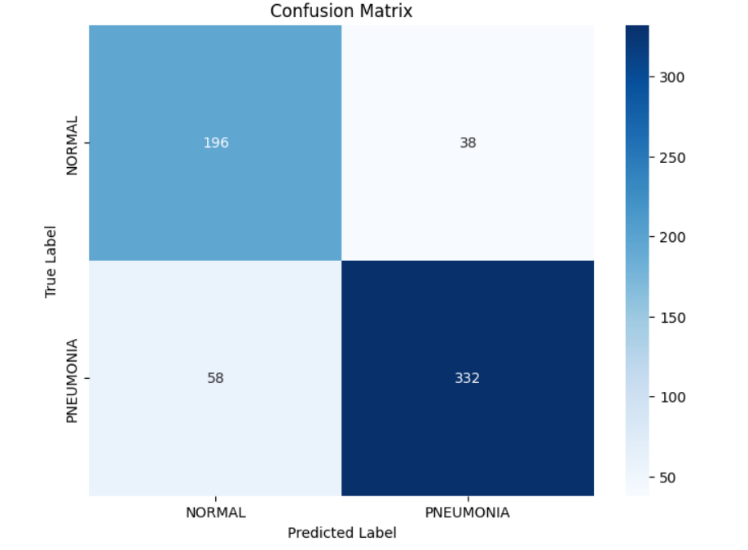 Confusion Matrix
NORMAL
196
38
PNEUMONIA
58
332
True Label
NORMAL
PNEUMONIA
Predicted Label
300
250
200
150
100
50